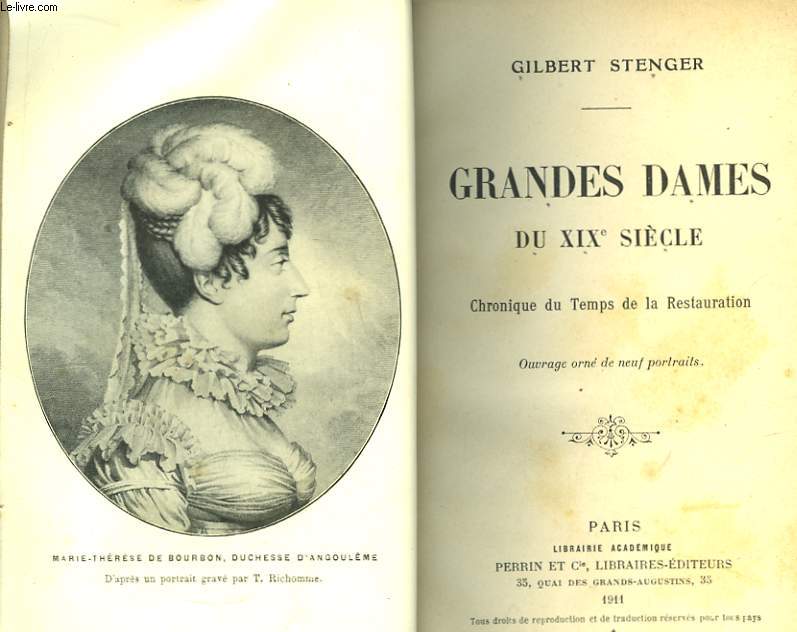 Le-livre.com
MARIE-THÉRÈSE DE BOURBON, DUCHESSE D'ANGOULÊME
D'après un portrait gravé par T. Richomme.
GILBERT STENGER
GRANDES DAMES
DU XIXe SIÈCLE
Chronique du Temps de la Restauration
Ouvrage orné de neuf portraits.
PARIS
LIBRAIRIE ACADÉMIQUE
PERRIN ET Cie, LIBRAIRES-ÉDITEURS
35, QUAI DES GRANDS-AUGUSTINS, 35
1911
Tous droits de reproduction et de traduction réservés pour tous pays